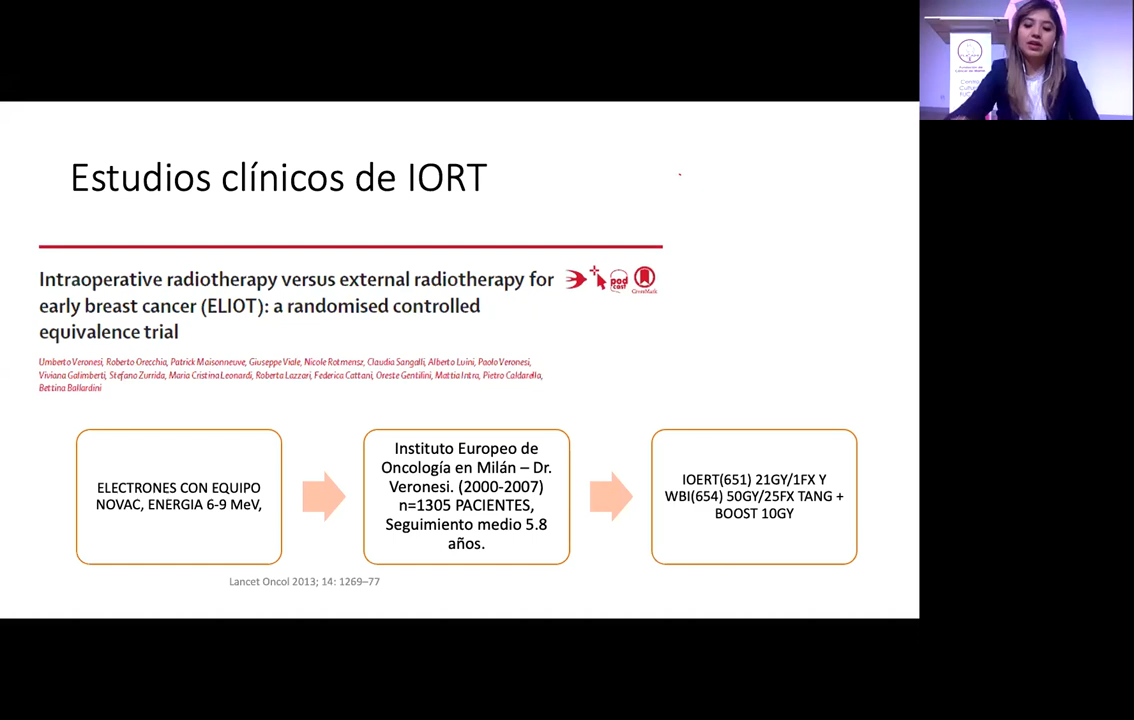 Estudios clínicos de IORT
Intraoperative radiotherapy versus external radiotherapy for
early breast cancer (ELIOT): a randomised controlled
equivalence trial
pod
cast
CrossMark
Umberto Veronesi, Roberto Orecchia, Patrick Maisonneuve, Giuseppe Viale, Nicole Rotmensz, Claudia Sangalli, Alberto Luini, Paolo Veronesi,
Viviana Galimberti, Stefano Zurrida, Maria Cristina Leonardi, Roberta Lazzari, Federica Cattani, Oreste Gentilini, Mattia Intra, Pietro Caldarella,
Bettina Ballardini
ELECTRONES CON EQUIPO
NOVAC, ENERGIA 6-9 MeV,
Instituto Europeo de
Oncología en Milán – Dr.
Veronesi. (2000-2007)
n=1305 PACIENTES,
Seguimiento medio 5.8
años.
IOERT(651) 21GY/1FX Y
WBI(654) 50GY/25FX TANG +
BOOST 10GY
Lancet Oncol 2013; 14: 1269–77